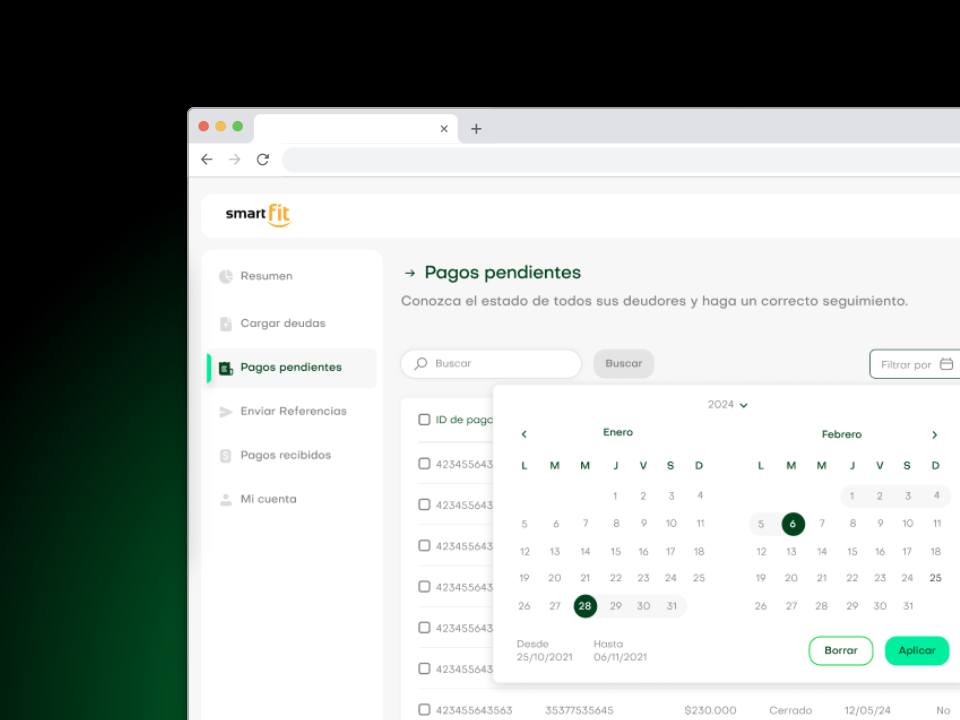 smart fit
Resumen
Cargar deudas
Pagos pendientes
Enviar Referencias
Pagos recibidos
Mi cuenta
→ Pagos pendientes
Conozca el estado de todos sus deudores y haga un correcto seguimiento.
Buscar
Buscar
Filtrar por
ID de pago
423455643
423455643
423455643
423455643
423455643
423455643
423455643563 35377535645 $230.000 Cerrado 12/05/24 No
2024
Enero
L M M J V S D
1 2 3 4
5 6 7 8 9 10 11
12 13 14 15 16 17 18
19 20 21 22 23 24 25
26 27 28 29 30 31
Febrero
L M M J V S D
1 2 3 4
5 6 7 8 9 10 11
12 13 14 15 16 17 18
19 20 21 22 23 24 25
26 27 28 29 30 31
Desde
25/10/2021
Hasta
06/11/2021
Borrar
Aplicar